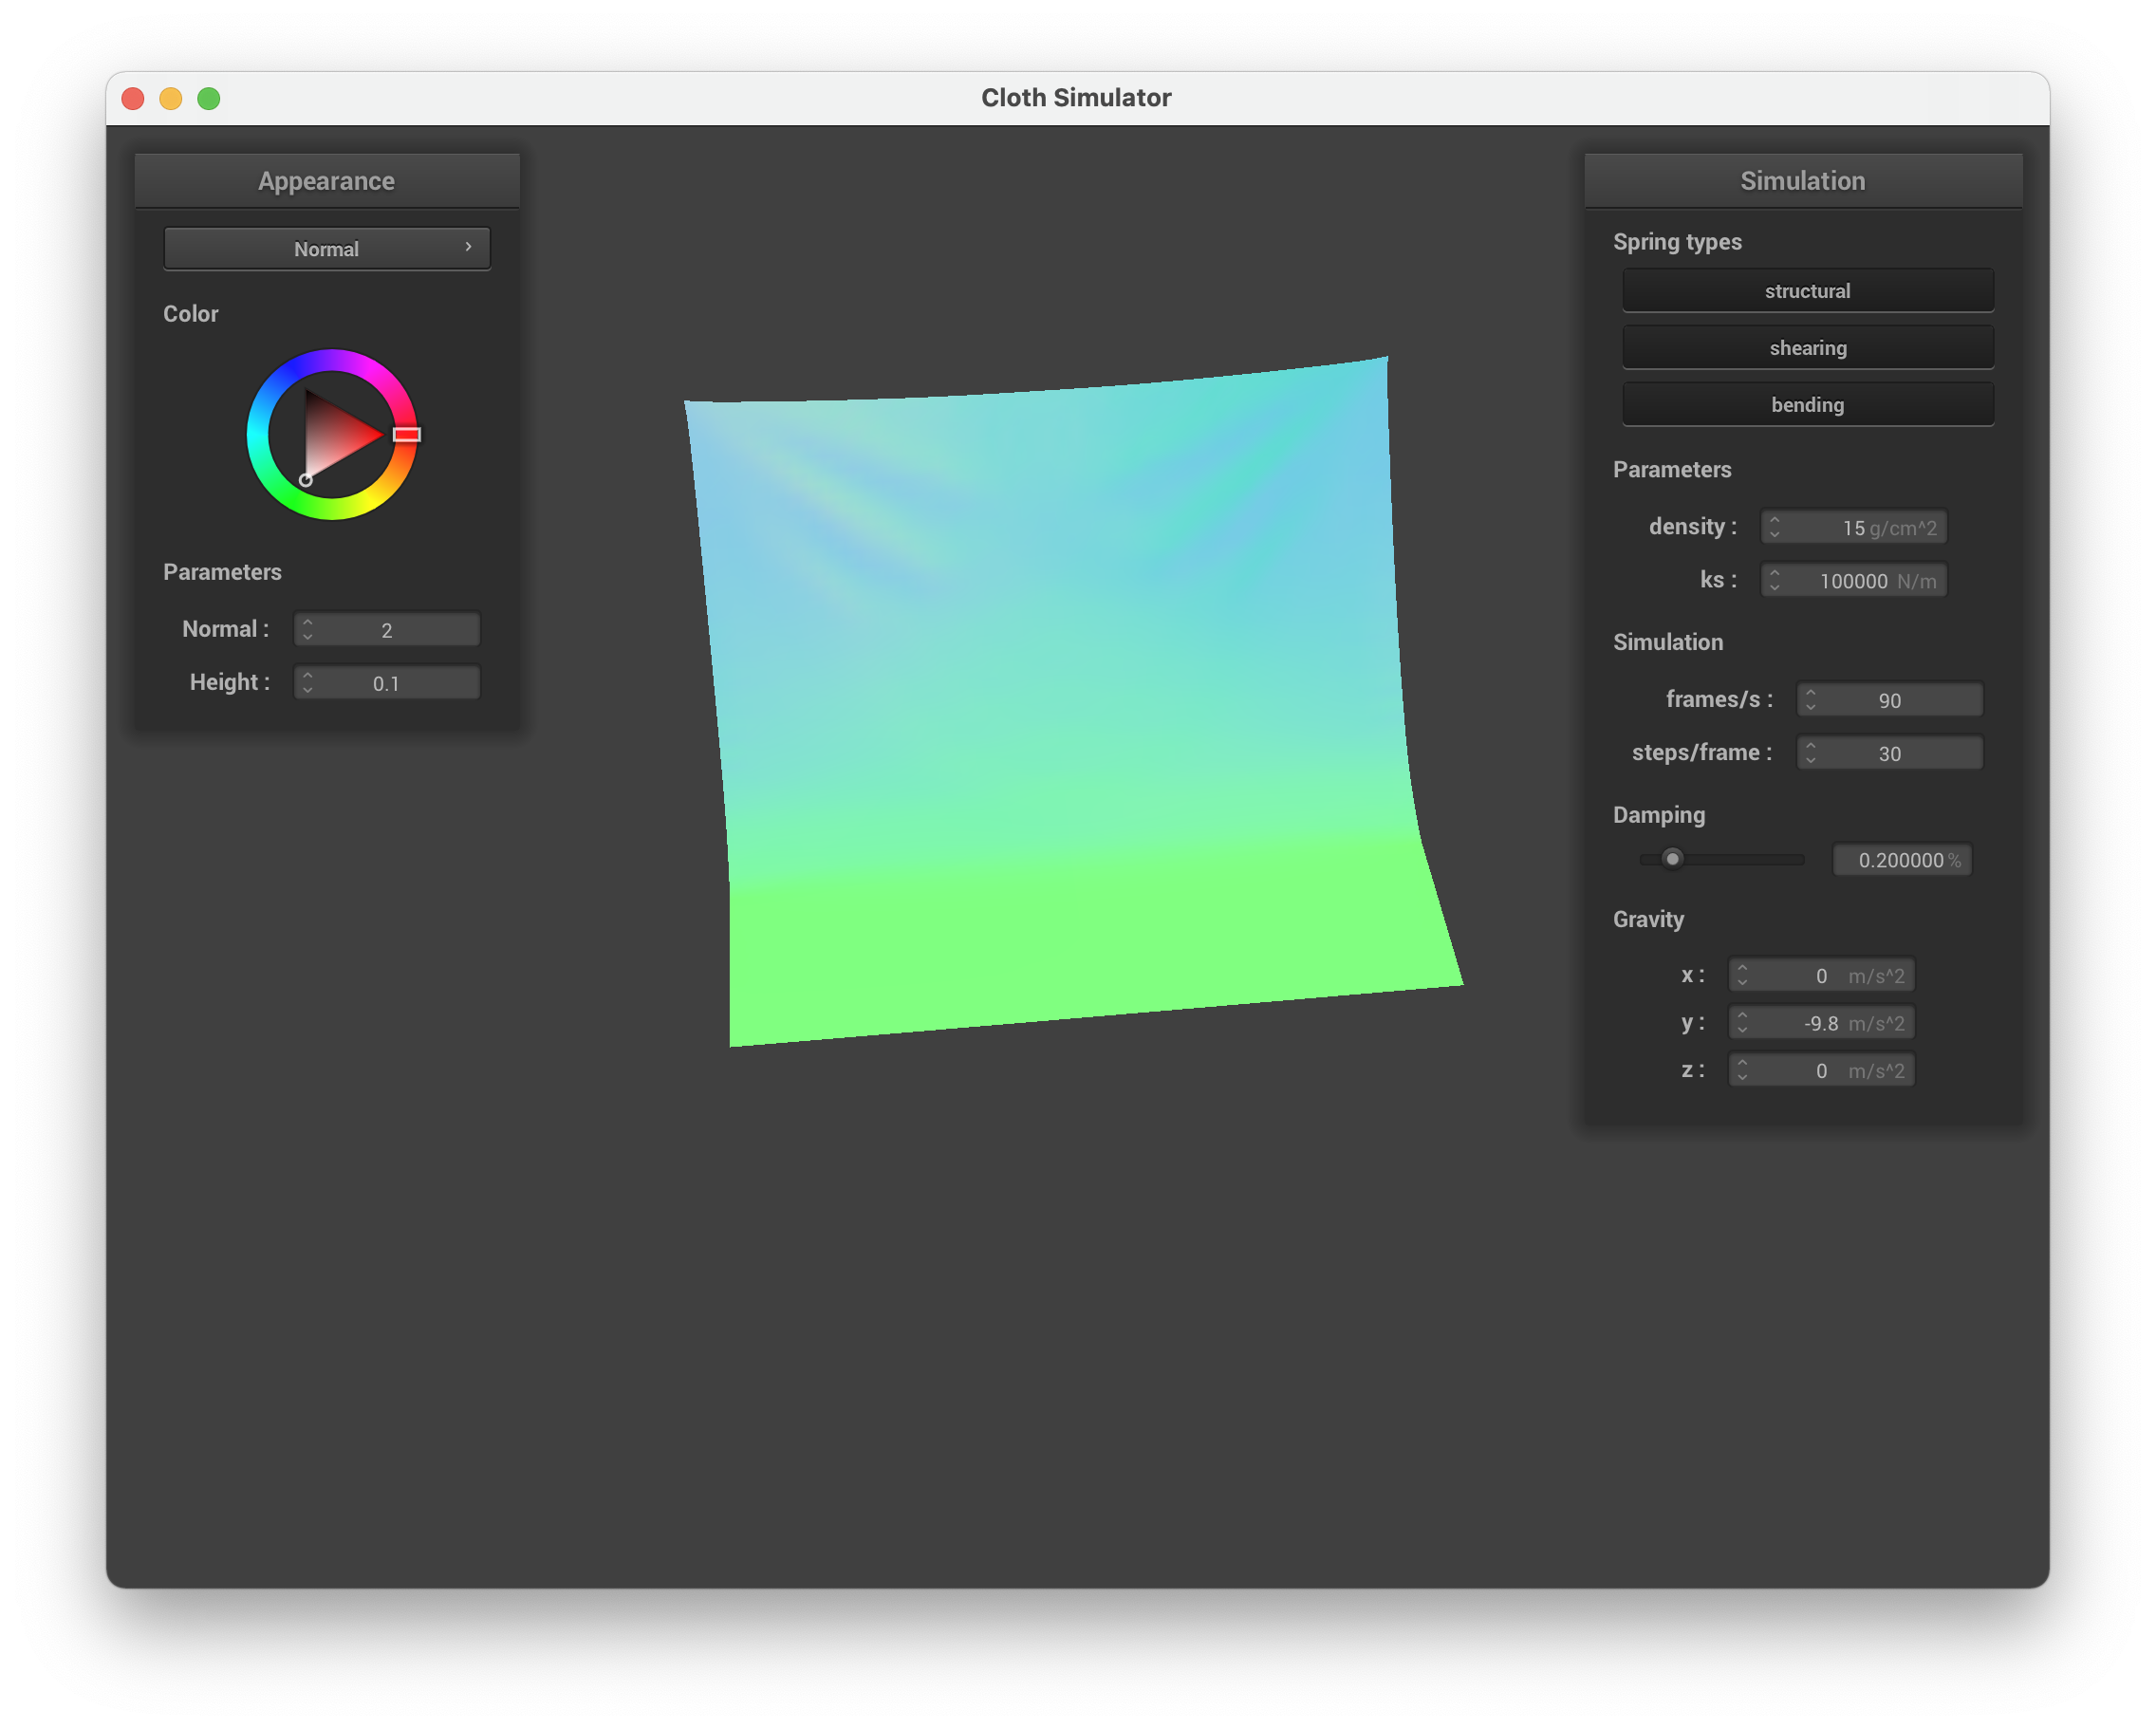 Cloth Simulator
Appearance
Normal
Color
Parameters
Normal : 2
Height : 0.1
Simulation
Spring types
structural
shearing
bending
Parameters
density : 15 g/cm^2
ks : 100000 N/m
Simulation
frames/s : 90
steps/frame : 30
Damping
0.200000 %
Gravity
x : 0 m/s^2
y : -9.8 m/s^2
z : 0 m/s^2